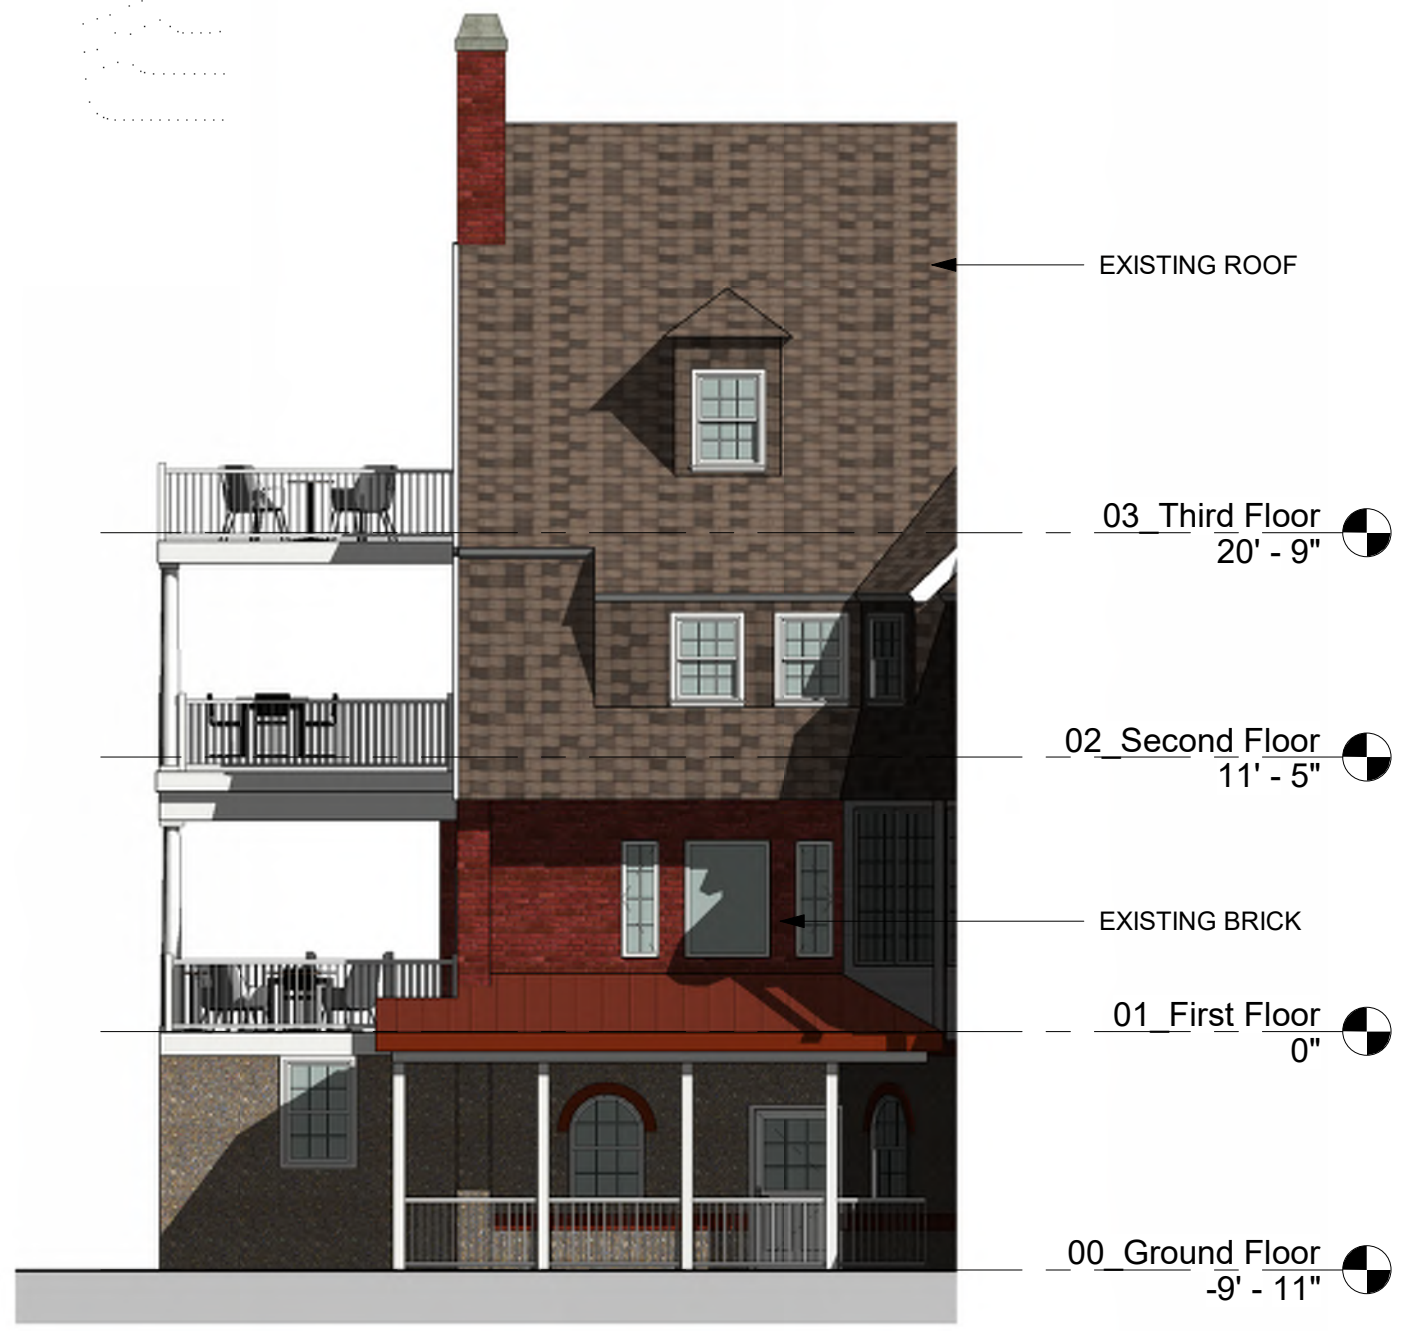 EXISTING ROOF
03_Third Floor
20' - 9"
02_Second Floor
11' - 5"
EXISTING BRICK
01_First Floor
0"
00_Ground Floor
-9' - 11"